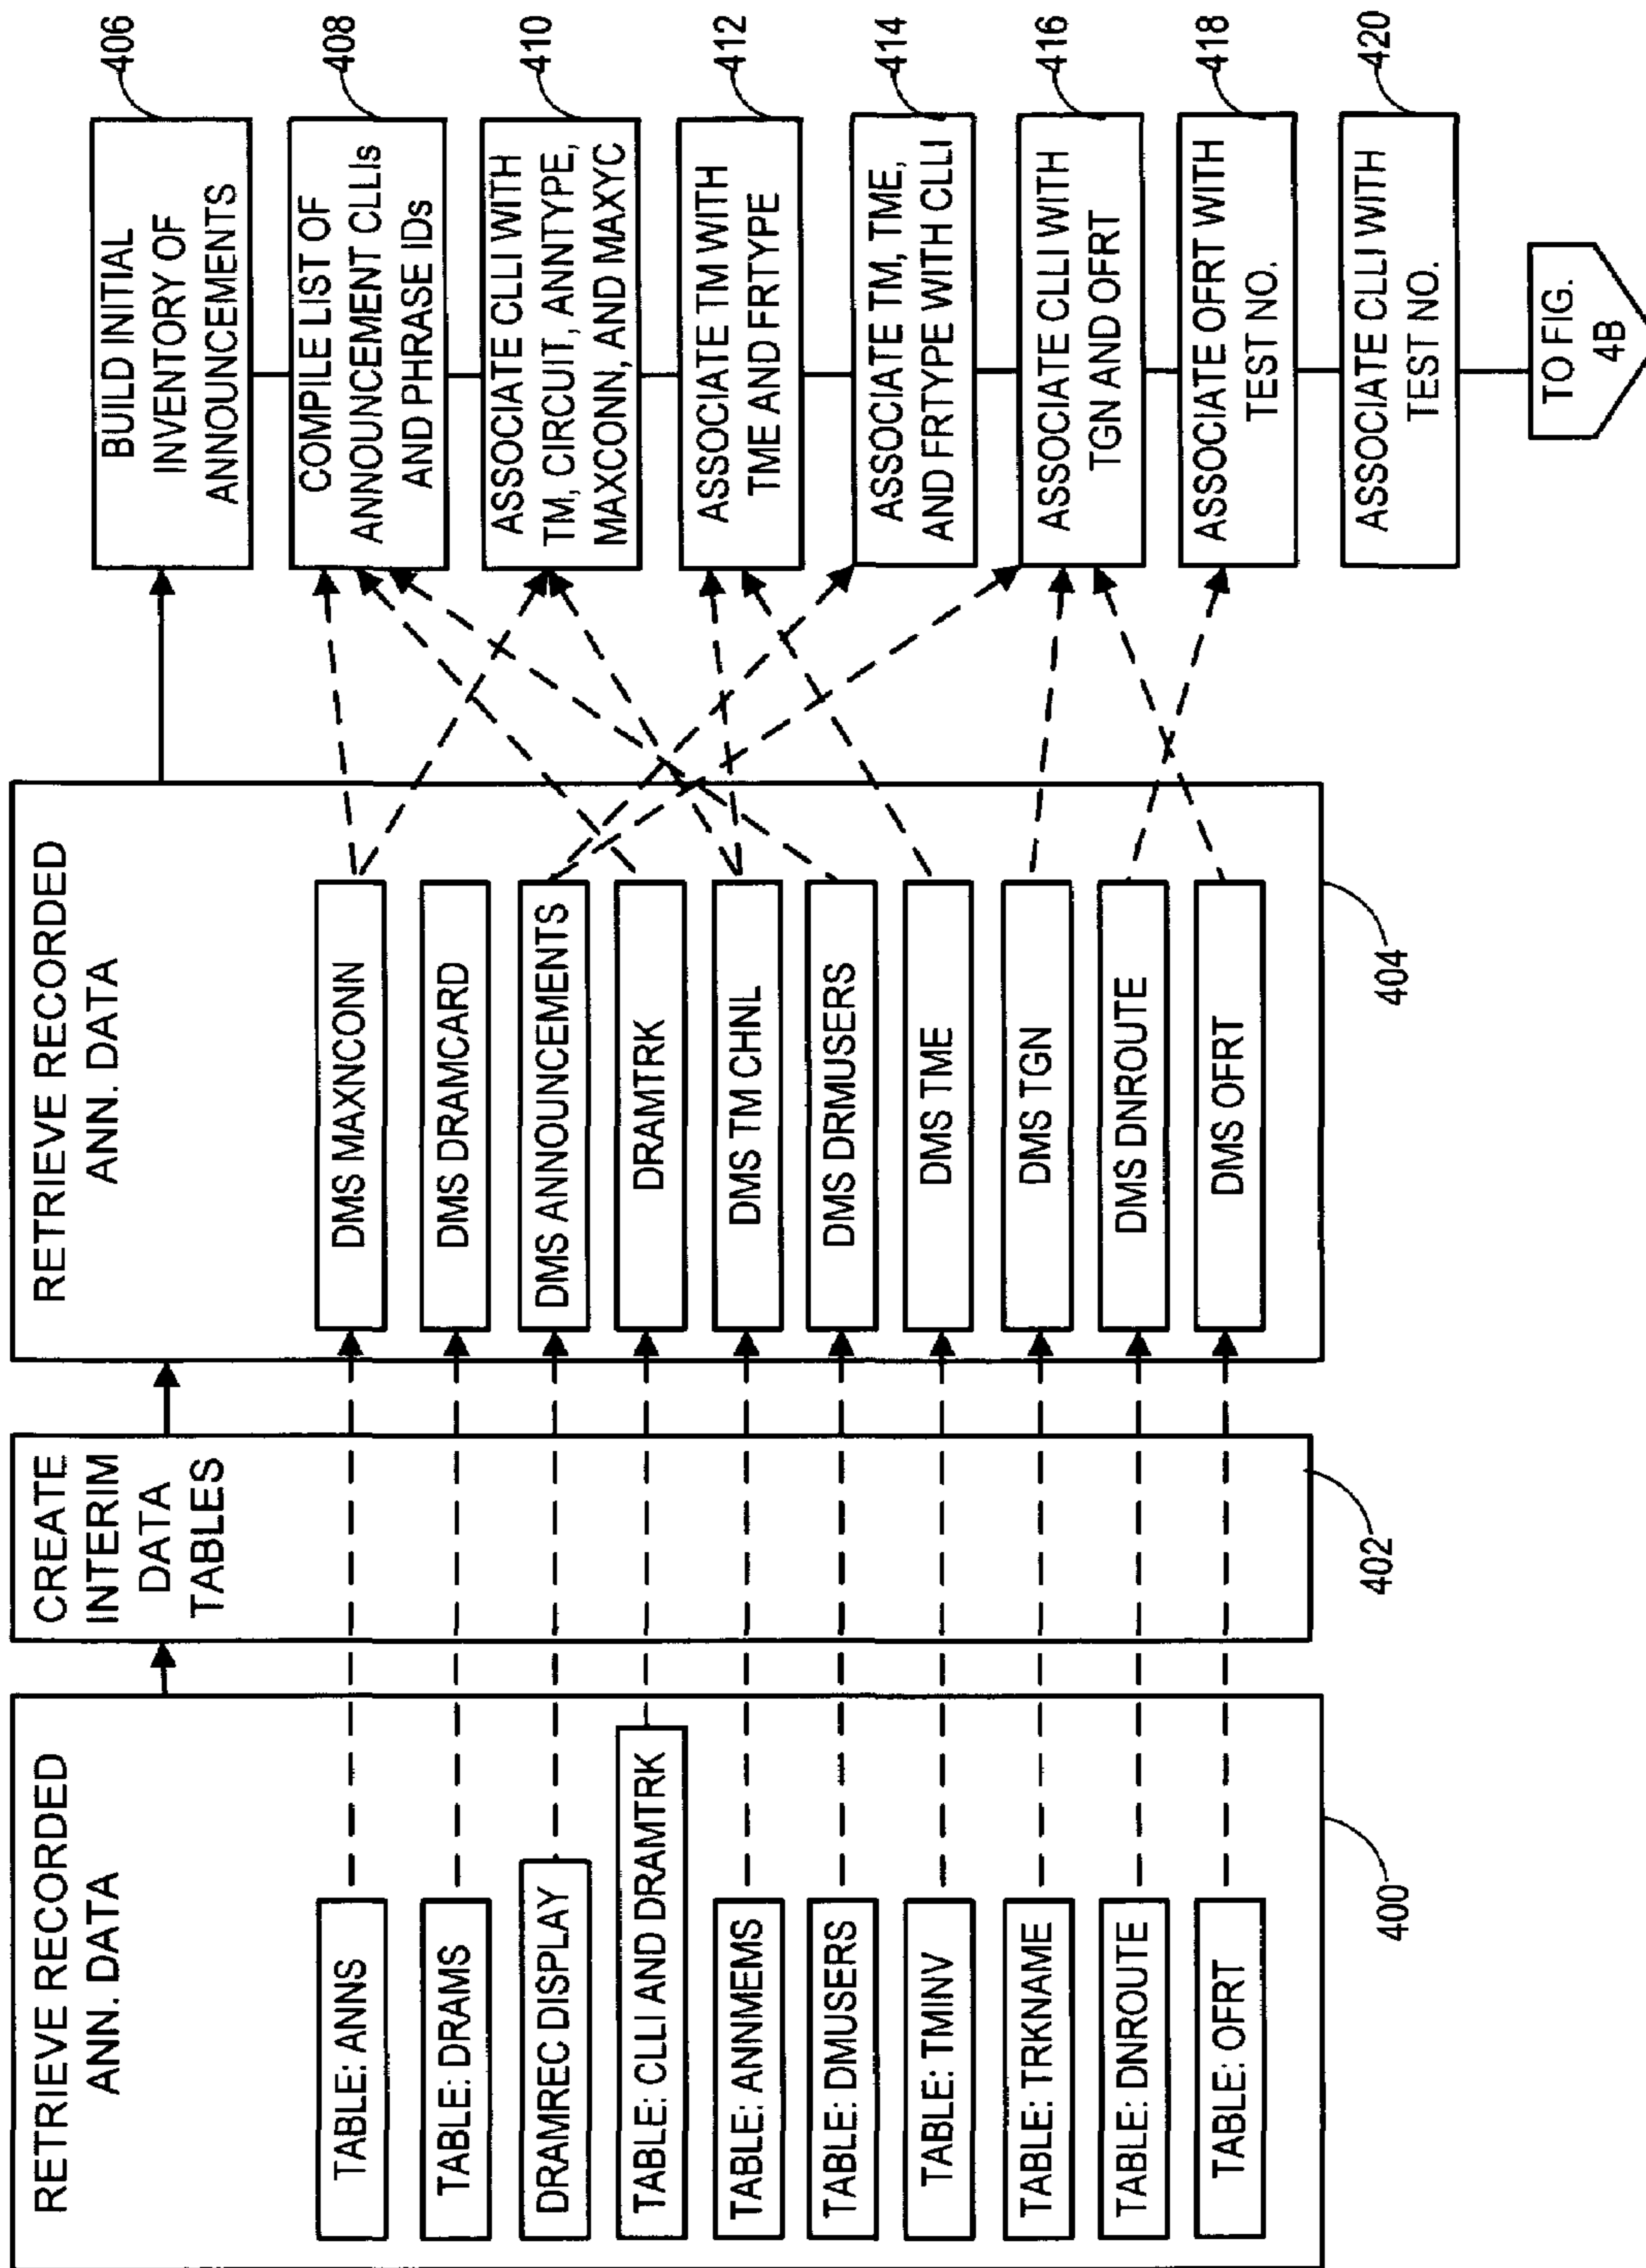 RETRIEVE RECORDED
ANN. DATA
TABLE: ANNS
TABLE: DRAMS
DRAMREC DISPLAY
TABLE: CLLI AND DRAMTRK
TABLE: ANNMEMS
TABLE: DMUSERS
TABLE: TMINV
TABLE: TRKNAME
TABLE: DNROUTE
TABLE: OFRT
400
CREATE
INTERIM
DATA
TABLES
402
RETRIEVE RECORDED
ANN. DATA
DMS MAXNCONN
DMS DRAMCARD
DMS ANNOUNCEMENTS
DRAMTRK
DMS TM CHNL
DMS DRMUSERS
DMS TME
DMS TGN
DMS DNROUTE
DMS OFRT
404
BUILD INITIAL
INVENTORY OF
ANNOUNCEMENTS
406
COMPILE LIST OF
ANNOUNCEMENT CLLIs
AND PHRASE IDs
408
ASSOCIATE CLLI WITH
TM, CIRCUIT, ANNTYPE,
MAXCONN, AND MAXYC
410
ASSOCIATE TM WITH
TME AND FRTYPE
412
ASSOCIATE TM, TME,
AND FRTYPE WITH CLLI
414
ASSOCIATE CLLI WITH
TGN AND OFRT
416
ASSOCIATE OFRT WITH
TEST NO.
418
ASSOCIATE CLLI WITH
TEST NO.
420
TO FIG.
4B